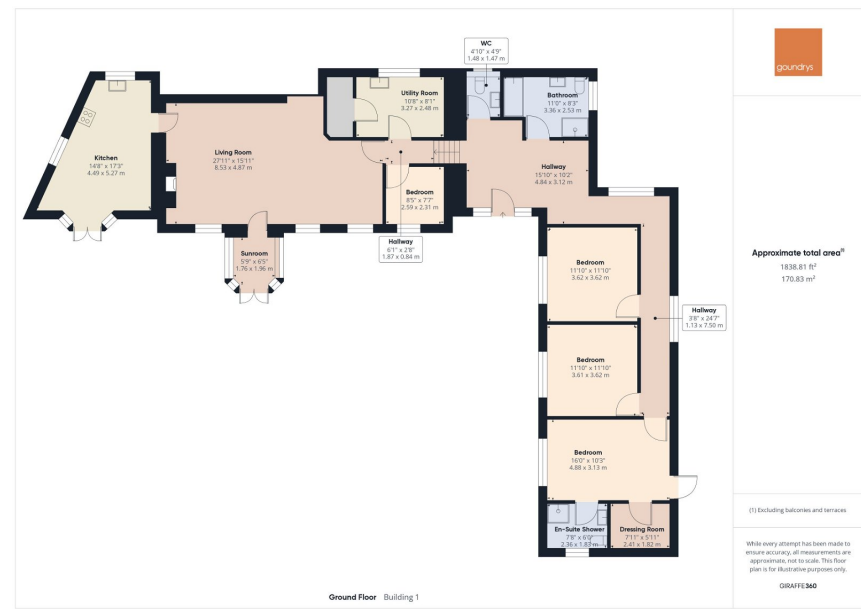 WC
4'10" x 4'9"
1.48 x 1.47 m
goundrys
Utility Room
10'8" x 8'1"
3.27 x 2.48 m
Bathroom
11'0" x 8'3"
3.36 x 2.53 m
Kitchen
14'8" x 17'3"
4.49 x 5.27 m
Living Room
27'11" x 15'11"
8.53 x 4.87 m
Hallway
15'10" x 10'2"
4.84 x 3.12 m
Bedroom
8'5" x 7'7"
2.59 x 2.31 m
Hallway
6'1" x 2'8"
1.87 x 0.84 m
Sunroom
5'9" x 6'5"
1.76 x 1.96 m
Bedroom
11'10" x 11'10"
3.62 x 3.62 m
Approximate total area⁽¹⁾
1838.81 ft²
170.83 m²
Hallway
3'8" x 24'7"
1.13 x 7.50 m
Bedroom
11'10" x 11'10"
3.61 x 3.62 m
Bedroom
16'0" x 10'3"
4.88 x 3.13 m
En-Suite Shower
7'8" x 6'0"
2.36 x 1.83 m
Dressing Room
7'11" x 5'11"
2.41 x 1.82 m
(1) Excluding balconies and terraces
While every attempt has been made to
ensure accuracy, all measurements are
approximate, not to scale. This floor
plan is for illustrative purposes only.
GIRAFFE360
Ground Floor Building 1